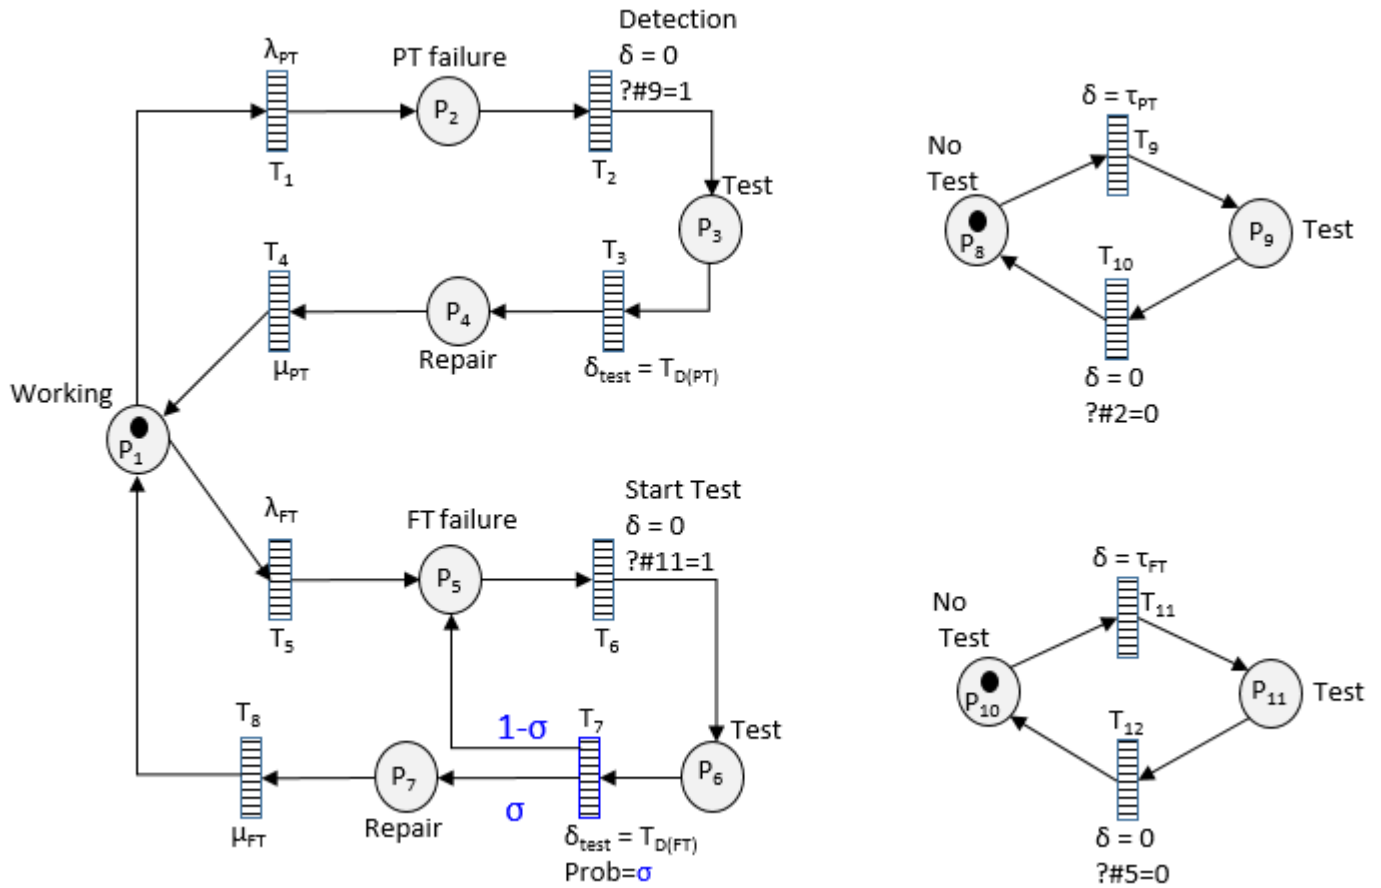 Detection
δ = 0
?#9=1
λPT
PT failure
P2
T1
T2
Test
P3
T4
T3
P4
Repair
μPT
δtest = TD(PT)
Working
P1
λFT
FT failure
Start Test
δ = 0
?#11=1
P5
T5
T6
T8
1-σ
T7
Test
P7
P6
σ
Repair
μFT
δtest = TD(FT)
Prob=σ
δ = τPT
T9
No
Test
P8
P9
Test
T10
δ = 0
?#2=0
δ = τFT
T11
No
Test
P10
P11
Test
T12
δ = 0
?#5=0